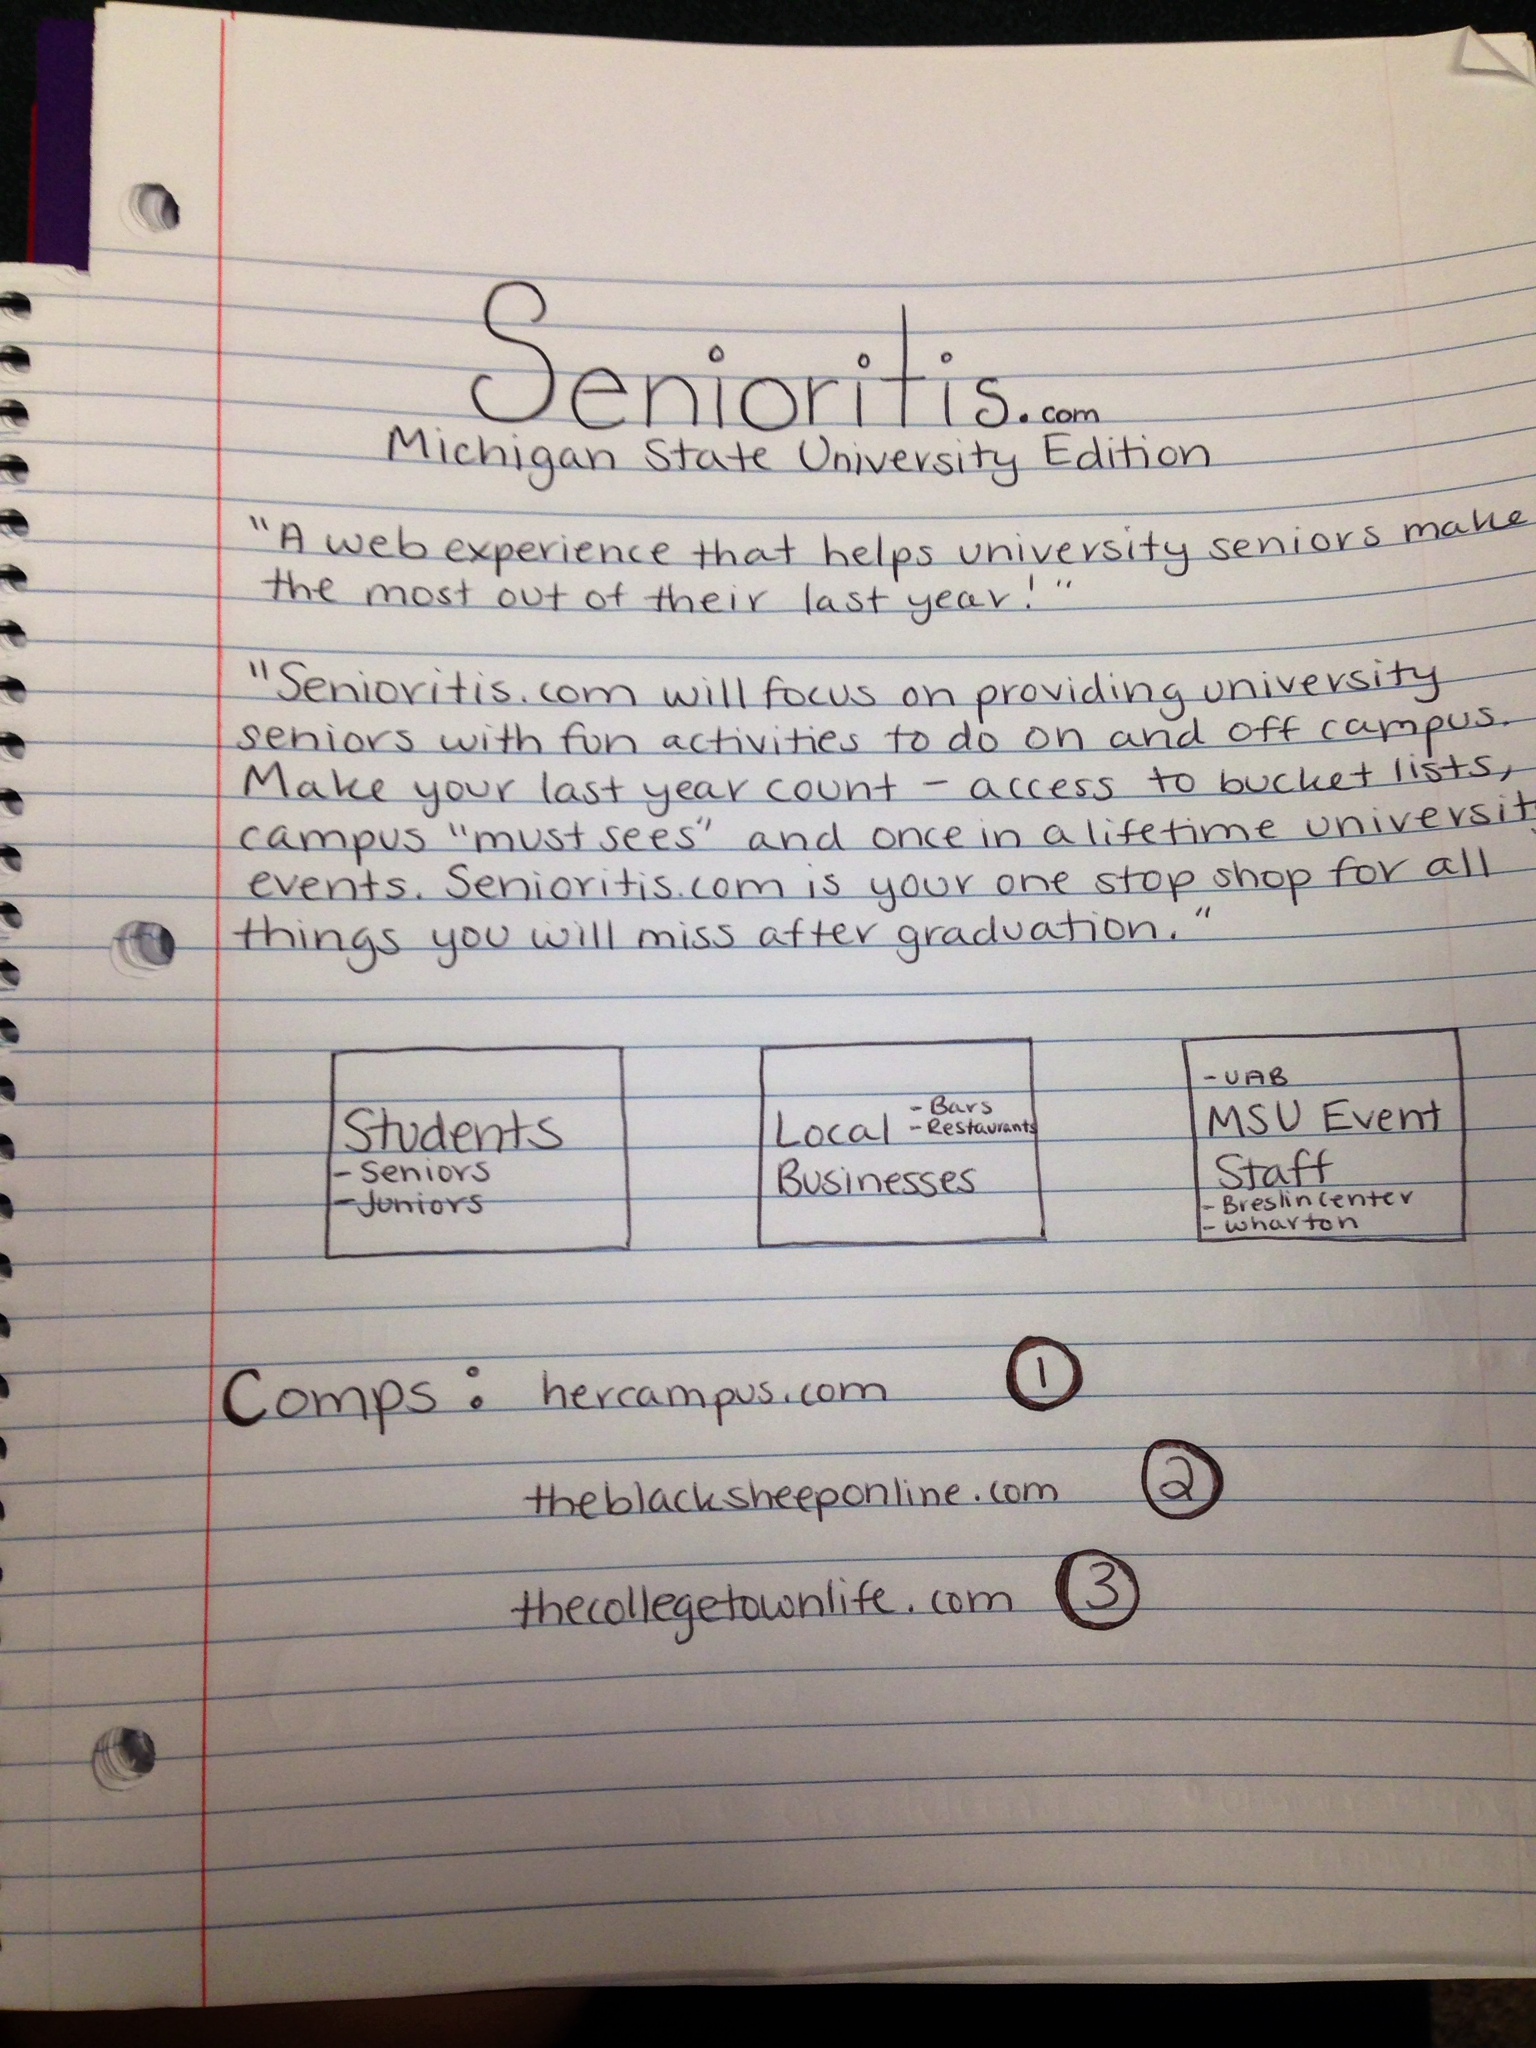 Senioritis.com
Michigan State University Edition
"A web experience that helps university seniors make
the most out of their last year!"
"Senioritis.com will focus on providing university
seniors with fun activities to do on and off campus.
Make your last year count - access to bucket lists,
campus "must sees" and once in a lifetime university
events. Senioritis.com is your one stop shop for all
things you will miss after graduation."
Students
- Seniors
- Juniors
Local - Bars
- Restaurants
Businesses
- UAB
MSU Event
Staff
- Breslin center
- Wharton
Comps: hercampus.com 1
theblacksheeponline.com 2
thecollegetownlife.com 3